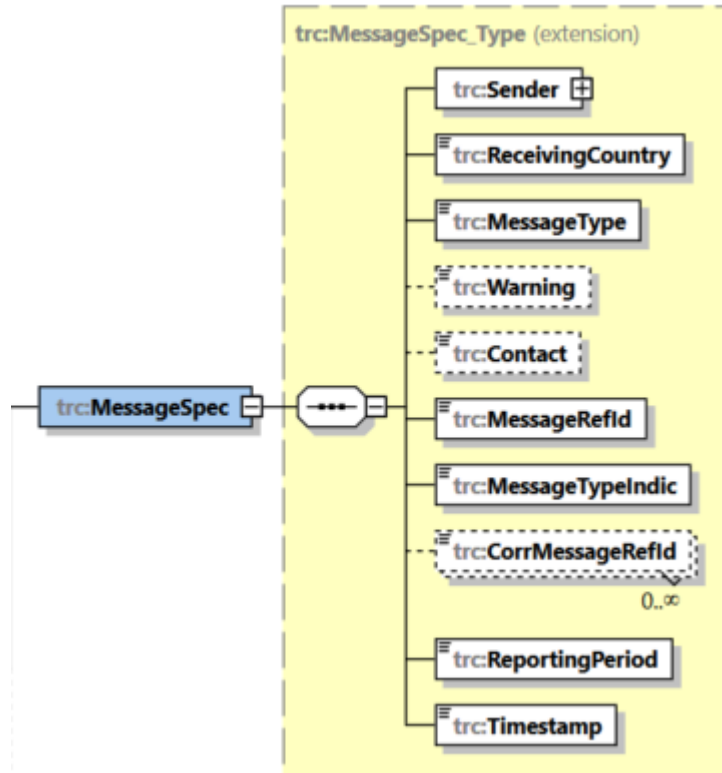 trc:MessageSpec_Type (extension)
trc:Sender
trc:ReceivingCountry
trc:MessageType
trc:Warning
trc:Contact
trc:MessageSpec
trc:MessageRefId
trc:MessageTypeIndic
trc:CorrMessageRefId
0..∞
trc:ReportingPeriod
trc:Timestamp